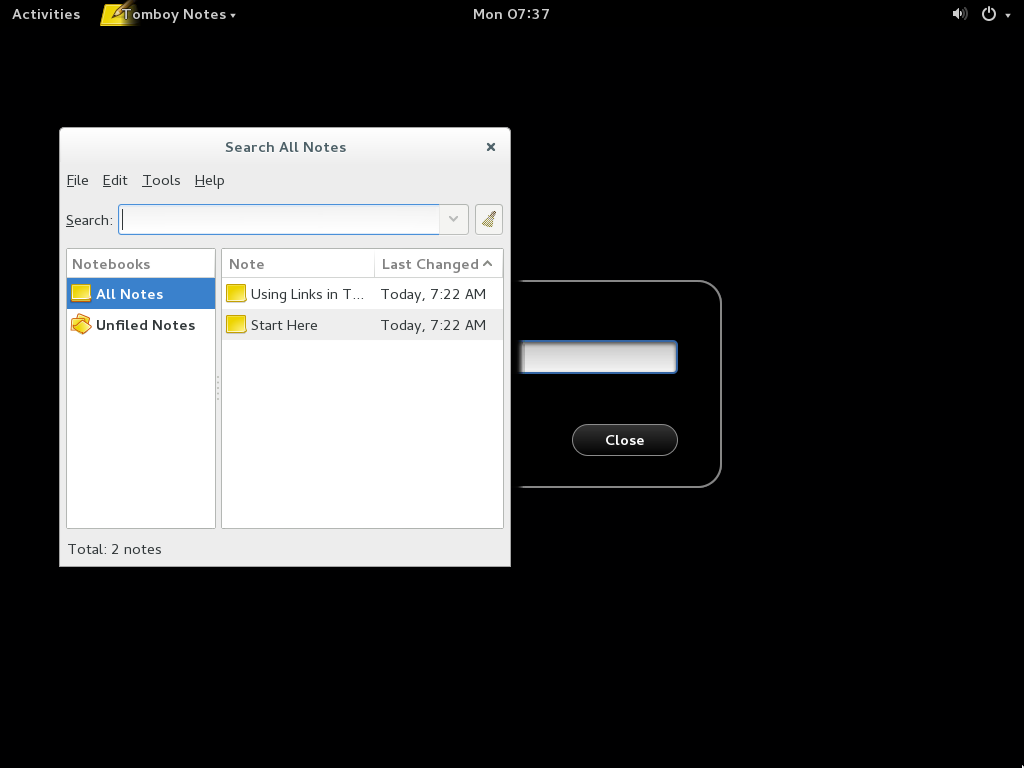 Activities Tomboy Notes Mon 07:37
Search All Notes
File Edit Tools Help
Search:
Notebooks Note Last Changed
All Notes Using Links in T... Today, 7:22 AM
Unfiled Notes Start Here Today, 7:22 AM
Close
Total: 2 notes